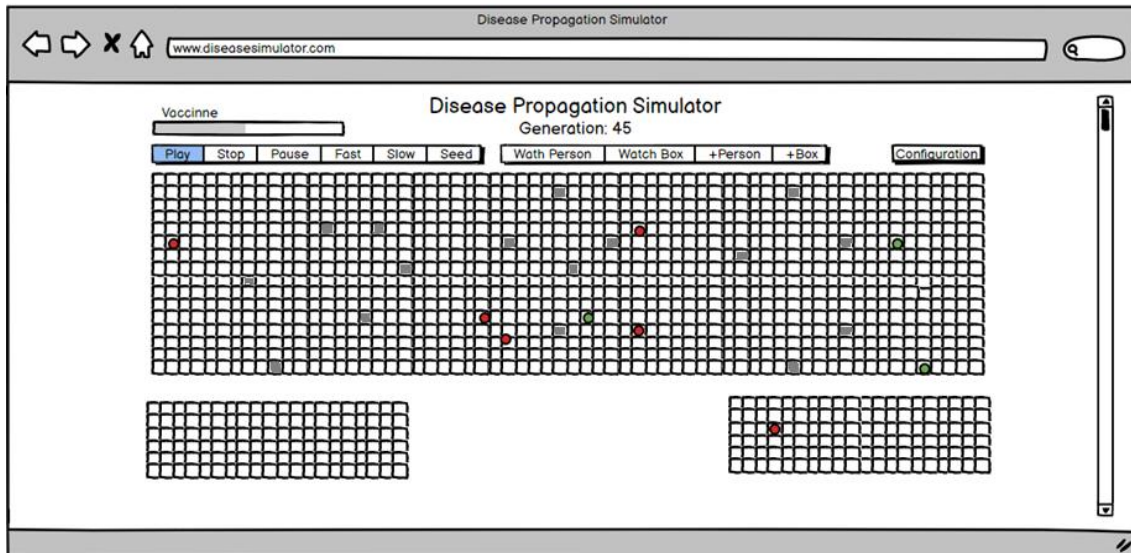 Disease Propagation Simulator
www.diseasesimulator.com
Disease Propagation Simulator
Vaccinne
Generation: 45
Play Stop Pause Fast Slow Seed Wath Person Watch Box +Person +Box Configuration